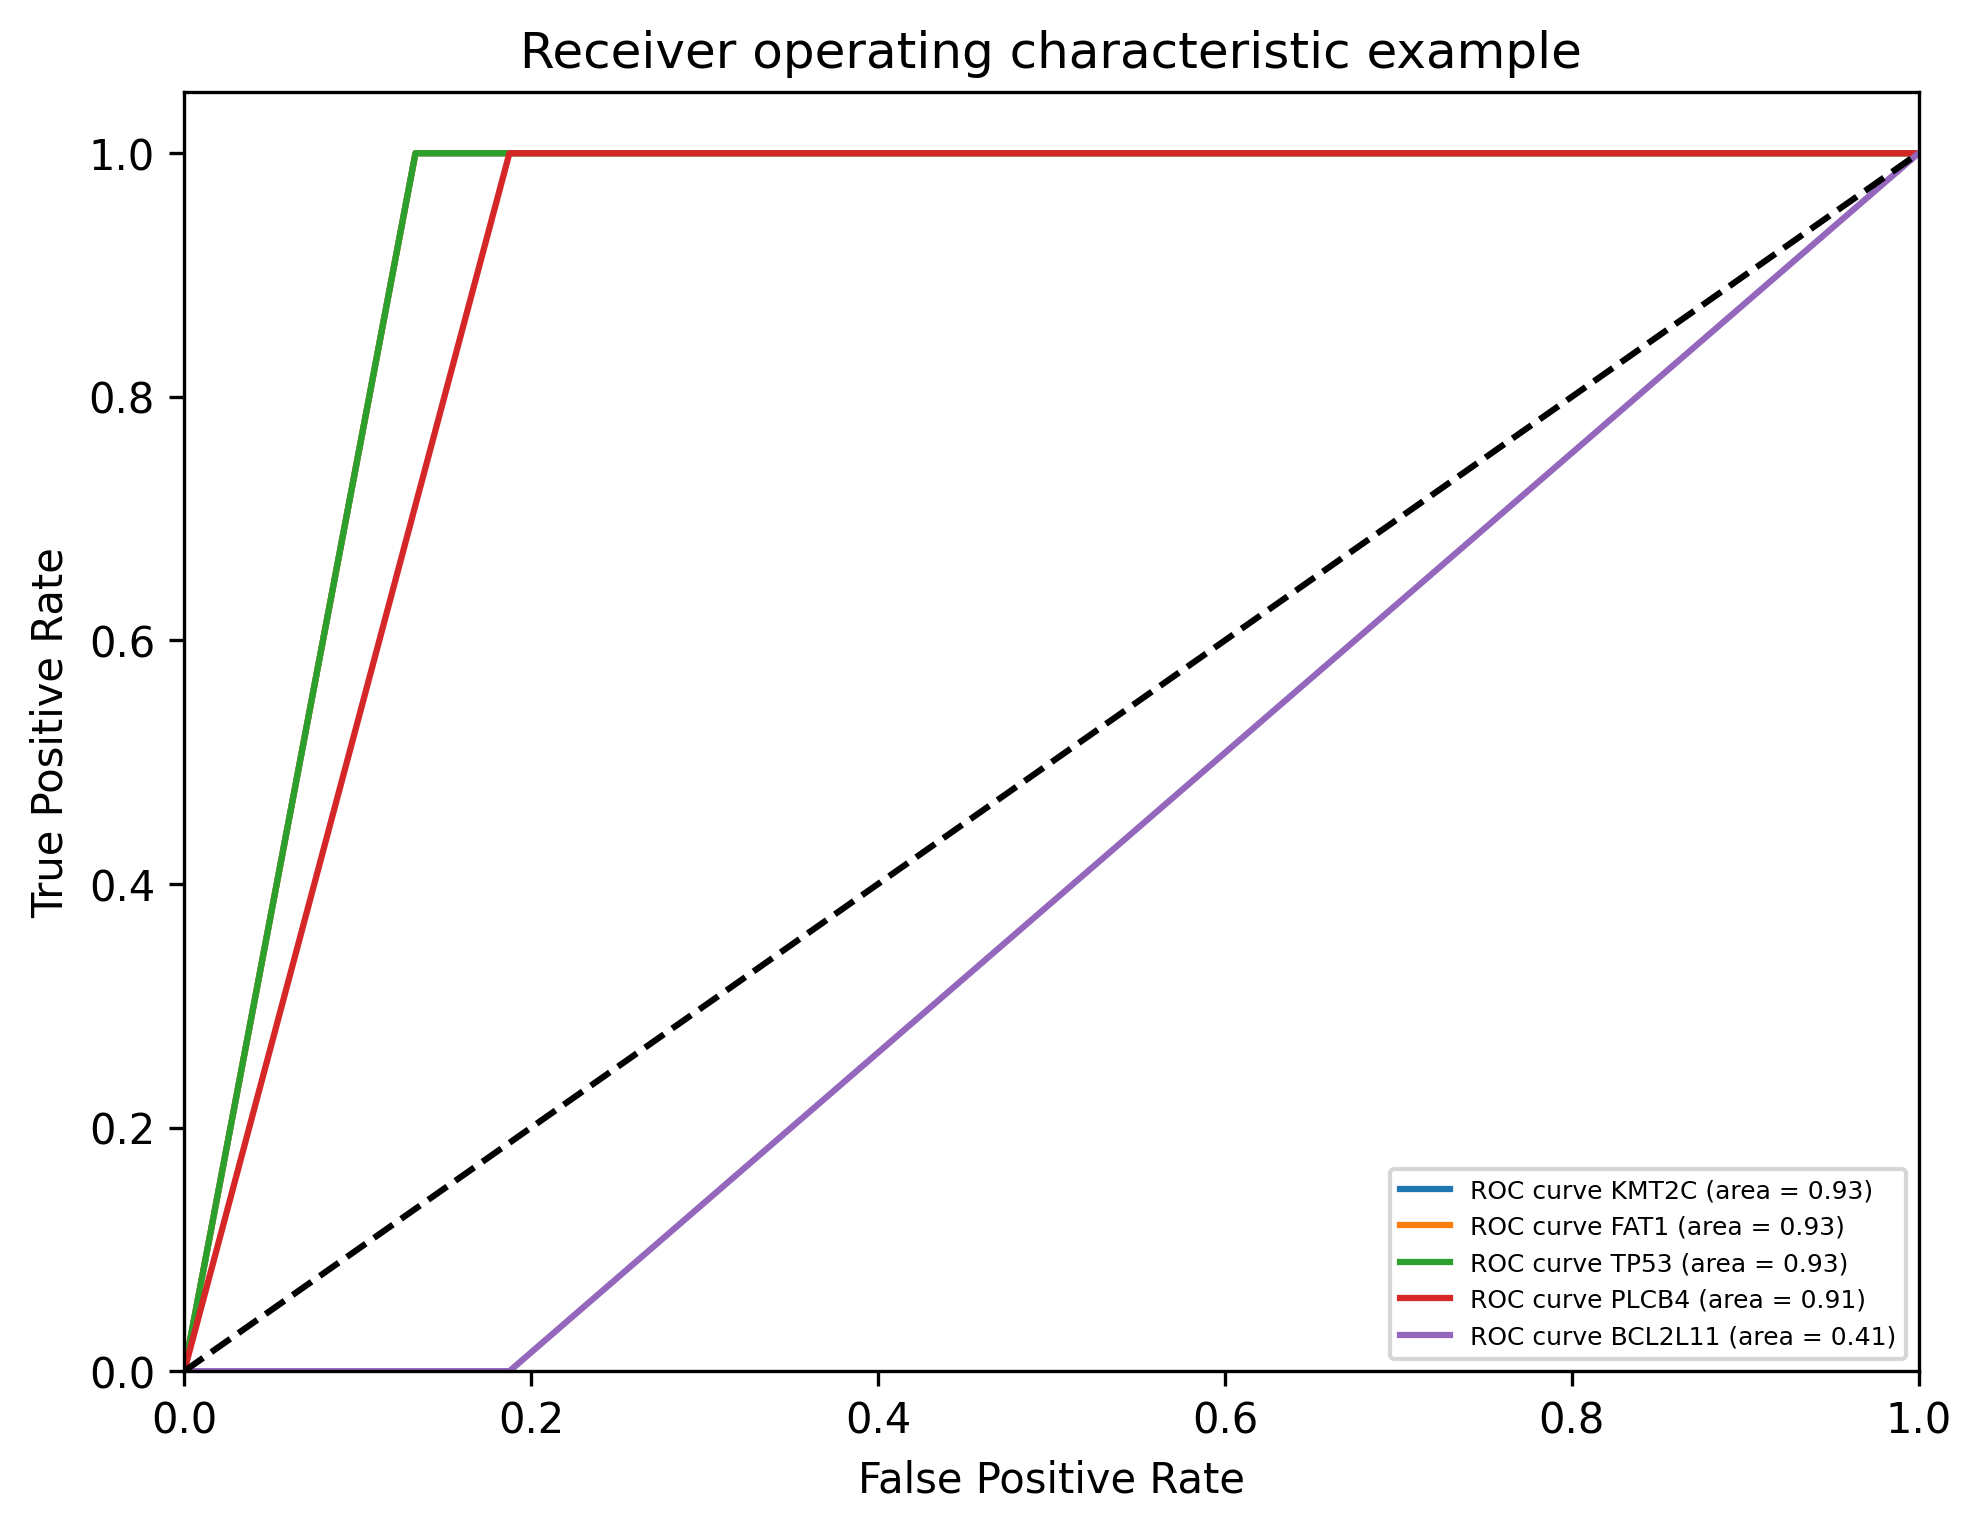 Receiver operating characteristic example
1.0
0.8
0.6
0.4
0.2
0.0
True Positive Rate
ROC curve KMT2C (area = 0.93)
ROC curve FAT1 (area = 0.93)
ROC curve TP53 (area = 0.93)
ROC curve PLCB4 (area = 0.91)
ROC curve BCL2L11 (area = 0.41)
0.0 0.2 0.4 0.6 0.8 1.0
False Positive Rate